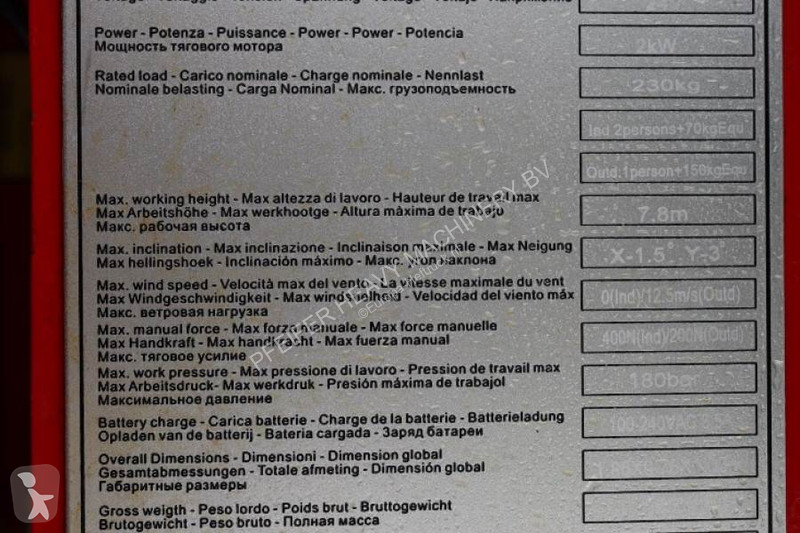 Power - Potenza - Puissance - Power - Power - Potencia
Мощность тягового мотора
2kW
Rated load - Carico nominale - Charge nominale - Nennlast
Nominale belasting - Carga Nominal - Макс. грузоподъемность
230kg
Ind 2persons+70kgEqu
Outd:1person+150kgEqu
Max. working height - Max altezza di lavoro - Hauteur de travail max
Max Arbeitshöhe - Max werkhootge - Altura máxima de trabajo
Макс. рабочая высота
7.8m
Max. inclination - Max inclinazione - Inclinaison maximale - Max Neigung
Max hellingshoek - Inclinación máximo - Макс. угол наклона
X-1.5° Y-3°
Max. wind speed - Velocità max del vento - La vitesse maximale du vent
Max Windgeschwindigkeit - Max windsnelheid - Velocidad del viento máx
Макс. ветровая нагрузка
0(Ind)/12.5m/s(Outd)
Max. manual force - Max forza manuale - Max force manuelle
Max Handkraft - Max handkracht - Max fuerza manual
Макс. тяговое усилие
400N(Ind)/200N(Outd)
Max. work pressure - Max pressione di lavoro - Pression de travail max
Max Arbeitsdruck- Max werkdruk - Presión máxima de trabajol
Максимальное давление
180bar
Battery charge - Carica batterie - Charge de la batterie - Batterieladung
Opladen van de batterij - Bateria cargada - Заряд батареи
Overall Dimensions - Dimensioni - Dimension global
Gesamtabmessungen - Totale afmeting - Dimensión global
Габаритные размеры
Gross weigth - Peso lordo - Poids brut - Bruttogewicht
Brutogewicht - Peso bruto - Полная масса
PFEIFER HEAVY MACHINERY BV